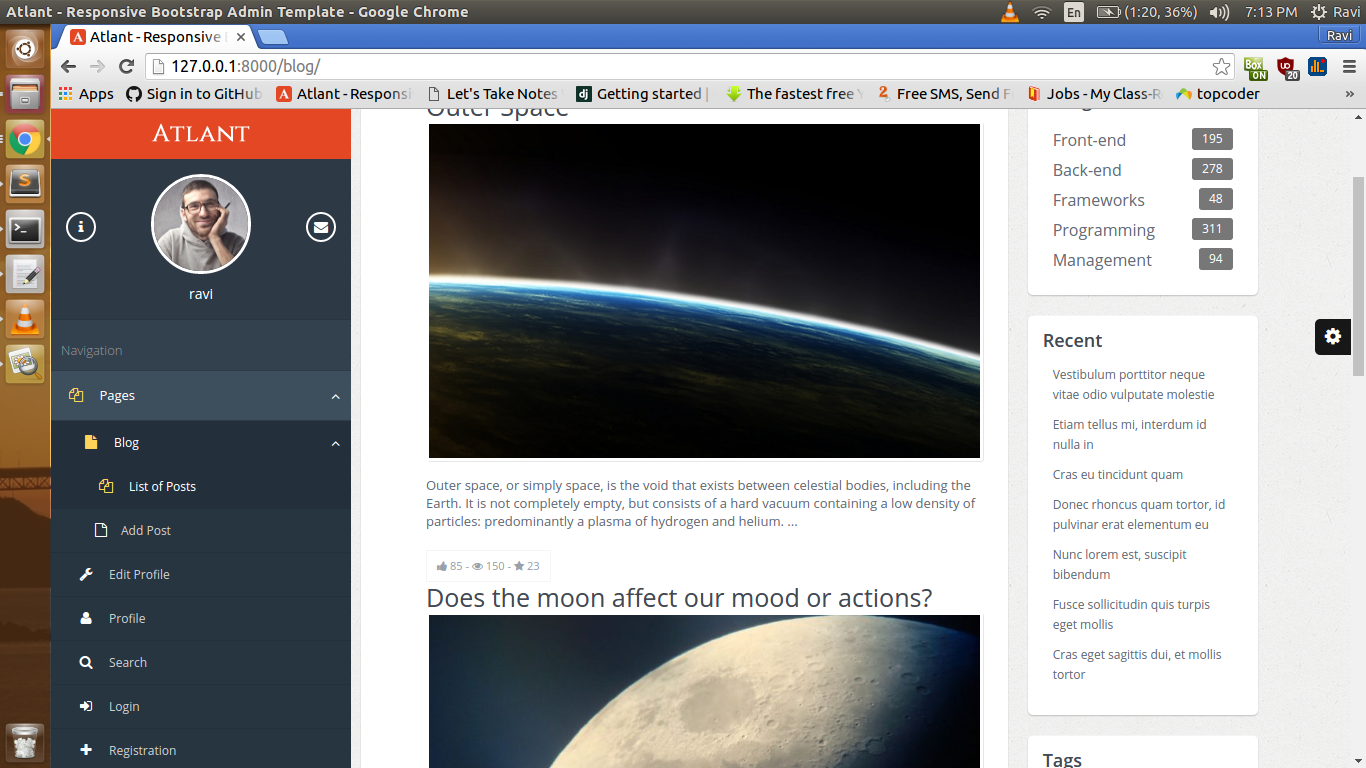 Atlant - Responsive Bootstrap Admin Template - Google Chrome
En
(1:20, 36%)
7:13 PM
Ravi
Atlant - Responsive
Ravi
127.0.0.1:8000/blog/
Box
ON
20
Apps
Sign in to GitHub
Atlant - Responsi
Let's Take Notes
dj
Getting started |
The fastest free
Free SMS, Send F
Jobs - My Class-R
topcoder
»
ATLANT
ravi
Navigation
Pages
Blog
List of Posts
Add Post
Edit Profile
Profile
Search
Login
Registration
Outer Space
Outer space, or simply space, is the void that exists between celestial bodies, including the
Earth. It is not completely empty, but consists of a hard vacuum containing a low density of
particles: predominantly a plasma of hydrogen and helium. ...
85 - 150 - 23
Does the moon affect our mood or actions?
Front-end 195
Back-end 278
Frameworks 48
Programming 311
Management 94
Recent
Vestibulum porttitor neque
vitae odio vulputate molestie
Etiam tellus mi, interdum id
nulla in
Cras eu tincidunt quam
Donec rhoncus quam tortor, id
pulvinar erat elementum eu
Nunc lorem est, suscipit
bibendum
Fusce sollicitudin quis turpis
eget mollis
Cras eget sagittis dui, et mollis
tortor
Tags